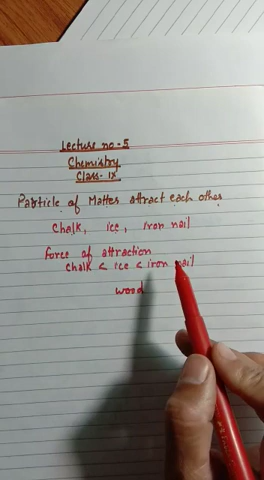 Lecture no-5
Chemistry
Class-IX
Particle of Matter attract each other
Chalk, ice, iron nail
Force of attraction
Chalk < ice < iron nail
wood